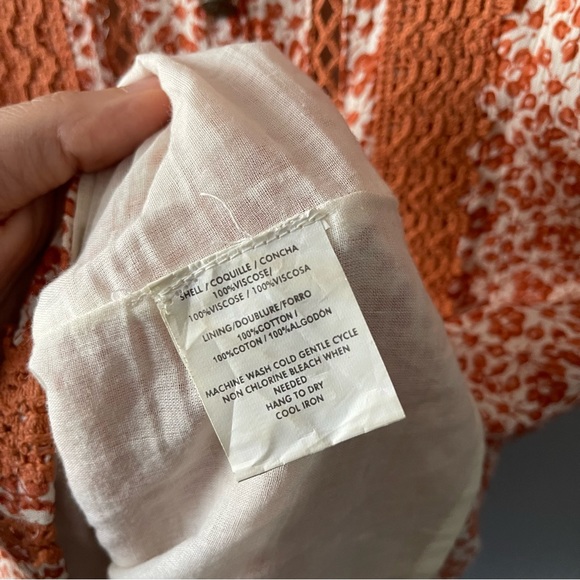 SHELL / COQUILLE / CONCHA
100%VISCOSE/
100%VISCOSE / 100%VISCOSA
LINING/DOUBLURE/FORRO
100%COTTON /
100%COTON / 100%ALGODÓN
MACHINE WASH COLD GENTLE CYCLE
NON CHLORINE BLEACH WHEN
NEEDED
HANG TO DRY
COOL IRON